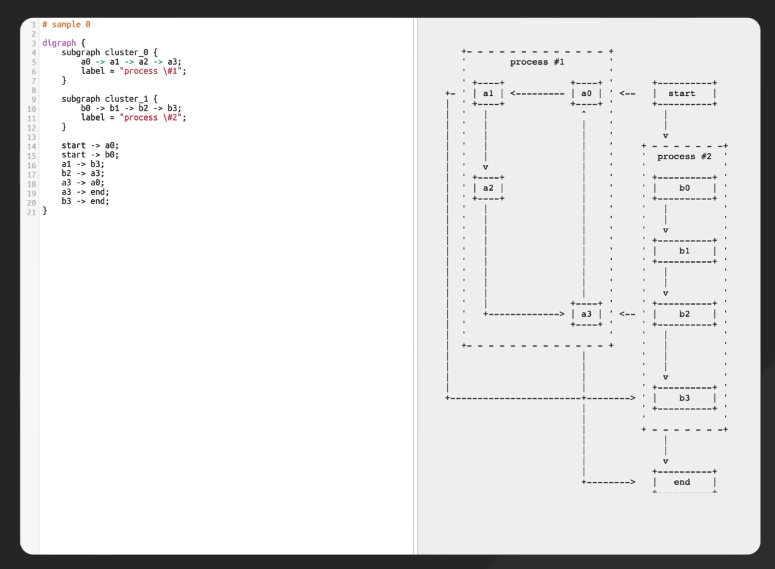 1 # sample 0
2
3 digraph {
4     subgraph cluster_0 {
5         a0 -> a1 -> a2 -> a3;
6         label = "process \#1";
7     }
8
9     subgraph cluster_1 {
10         b0 -> b1 -> b2 -> b3;
11         label = "process \#2";
12     }
13
14     start -> a0;
15     start -> b0;
16     a1 -> b3;
17     b2 -> a3;
18     a3 -> a0;
19     a3 -> end;
20     b3 -> end;
21 }
process #1
a1
a0
start
process #2
a2
b0
b1
a3
b2
b3
end